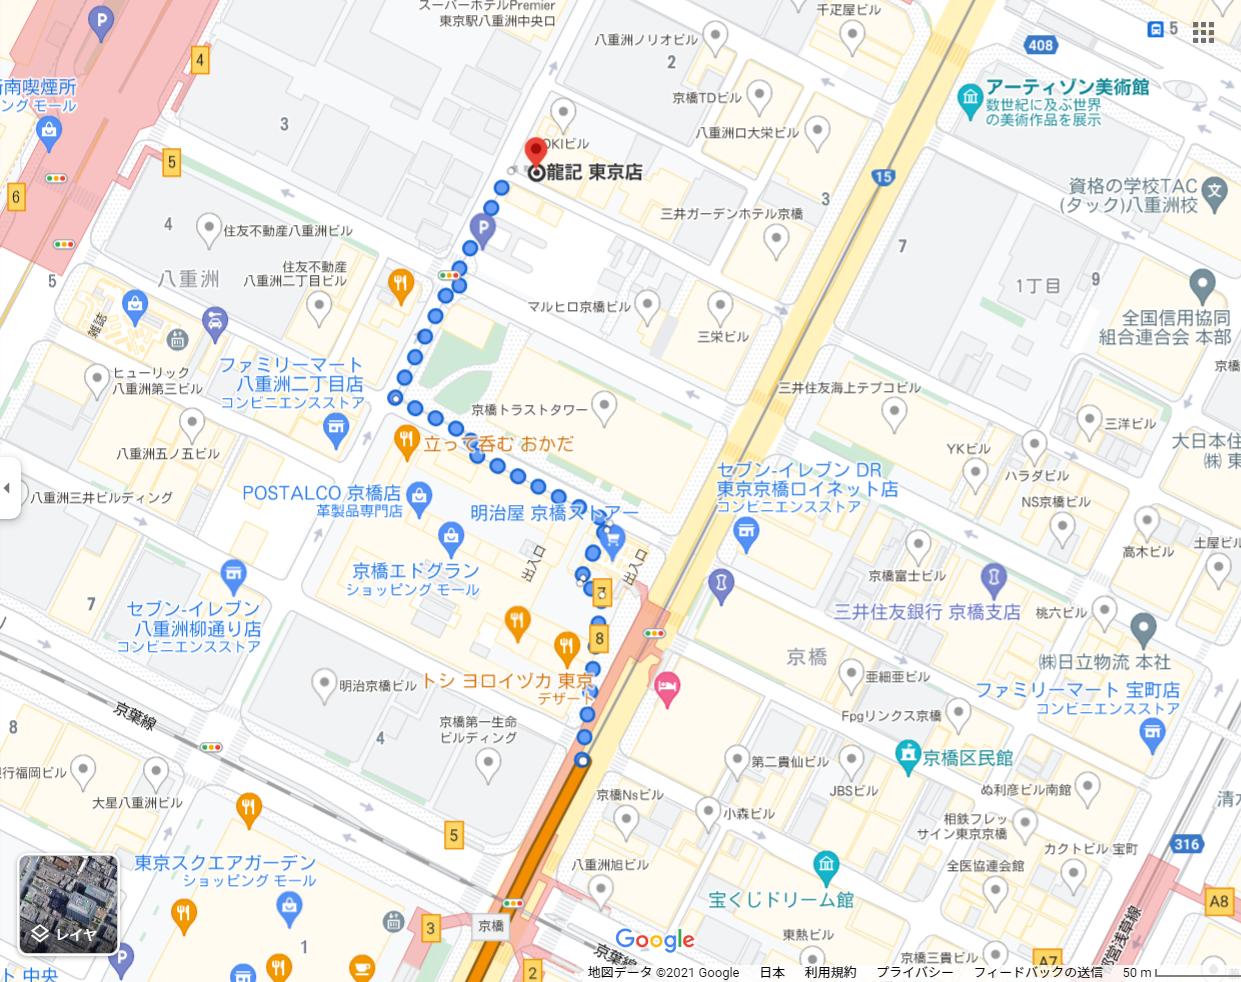 スーパーホテルPremier
東京駅八重洲中央口
千疋屋ビル
P
5
4
八重洲ノリオビル
408
2
新南喫煙所
ング モール
アーティゾン美術館
数世紀に及ぶ世界
の美術作品を展示
京橋TDビル
3
八重洲口大栄ビル
OKIビル
5
龍記 東京店
15
6
資格の学校TAC
(タック)八重洲校
文
3
三井ガーデンホテル京橋
4
住友不動産八重洲ビル
P
7
八重洲
住友不動産
八重洲二丁目ビル
5
9
1丁目
マルヒロ京橋ビル
雑誌
三栄ビル
全国信用協同
組合連合会 本部
ファミリーマート
八重洲二丁目店
コンビニエンスストア
ヒューリック
八重洲第三ビル
京橋
三井住友海上テプコビル
京橋トラストタワー
三洋ビル
立って呑む おかだ
八重洲五ノ五ビル
YKビル
大日本住
㈱ 東
ハラダビル
セブン-イレブン DR
東京京橋ロイネット店
コンビニエンスストア
八重洲三井ビルディング
POSTALCO 京橋店
革製品専門店
NS京橋ビル
明治屋 京橋ストアー
土屋ビル
高木ビル
出入口
出入口
京橋エドグラン
ショッピング モール
京橋富士ビル
3
7
セブン-イレブン
八重洲柳通り店
コンビニエンスストア
三井住友銀行 京橋支店
桃六ビル
8
京橋
㈱日立物流 本社
トシ ヨロイヅカ 東京
デザート
明治京橋ビル
亜細亜ビル
ファミリーマート 宝町店
コンビニエンスストア
京葉線
8
Fpgリンクス京橋
京橋第一生命
ビルディング
4
第二貴仙ビル
京橋区民館
行福岡ビル
JBSビル
ぬ利彦ビル南館
清水
大星八重洲ビル
京橋Nsビル
小森ビル
相鉄フレッ
サイン東京京橋
5
カクトビル 宝町
316
東京スクエアガーデン
ショッピング モール
八重洲旭ビル
全医協連会館
宝くじドリーム館
A8
レイヤ
3
京橋
1
東熱ビル
都営浅草線
京葉線
京橋三貴ビル
A7
P
2
ト 中央
Google
地図データ ©2021 Google 日本 利用規約 プライバシー フィードバックの送信 50 m